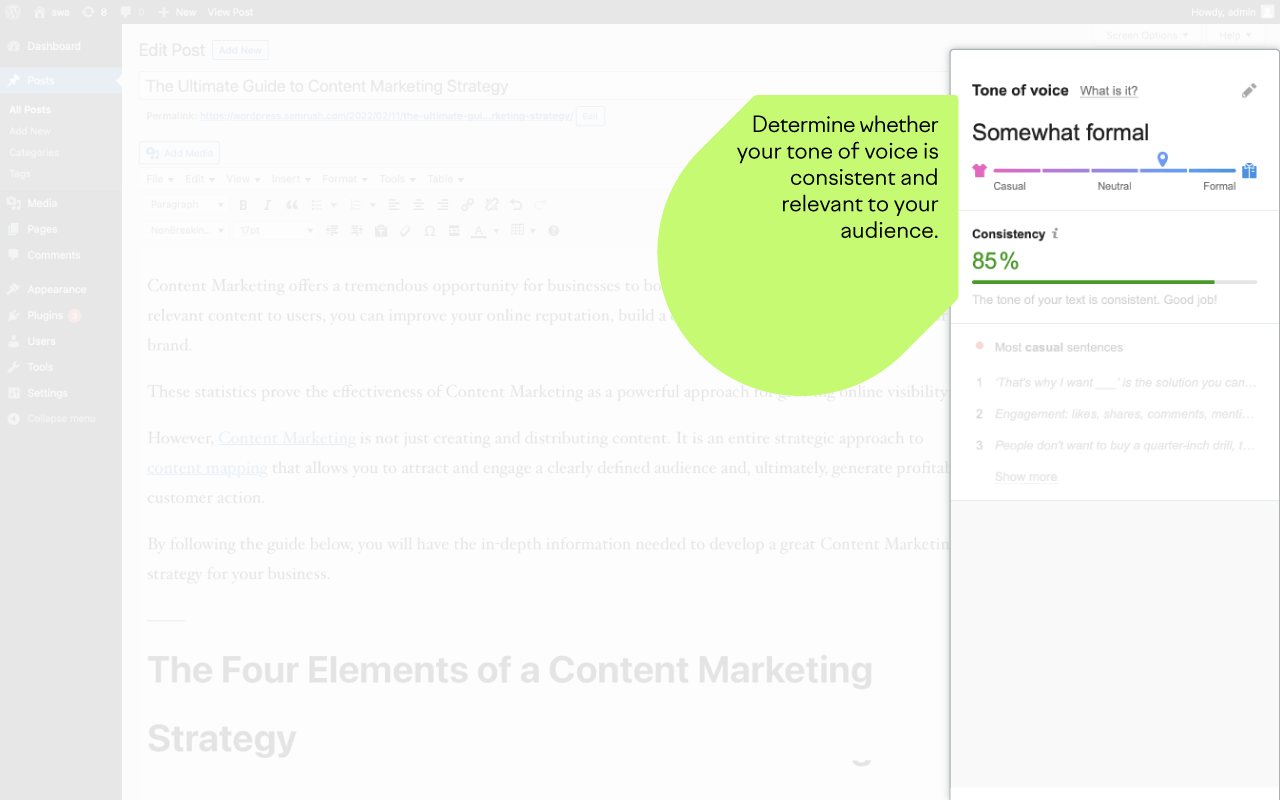 sws 8 0 New View Post
Howdy, admin
Screen Options Help
Dashboard
Posts
All Posts
Add New
Categories
Tags
Media
Pages
Comments
Appearance
Plugins 3
Users
Tools
Settings
Collapse menu
Edit Post Add New
The Ultimate Guide to Content Marketing Strategy
Permalink: https://wordpress.semrush.com/2022/02/11/the-ultimate-gui...rketing-strategy/ Edit
Add Media
File Edit View Insert Format Tools Table
Paragraph
NonBreakin... 17pt
Content Marketing offers a tremendous opportunity for businesses to
relevant content to users, you can improve your online reputation, build a
brand.
These statistics prove the effectiveness of Content Marketing as a powerful approach for online visibility
However, Content Marketing is not just creating and distributing content. It is an entire strategic approach to
content mapping that allows you to attract and engage a clearly defined audience and, ultimately, generate
customer action.
By following the guide below, you will have the in-depth information needed to develop a great Content
strategy for your business.
The Four Elements of a Content Marketing
Strategy
Determine whether
your tone of voice is
consistent and
relevant to your
audience.
Tone of voice What is it?
Somewhat formal
Casual Neutral Formal
Consistency i
85%
The tone of your text is consistent. Good job!
Most casual sentences
1 'That's why I want ___' is the solution you can...
2 Engagement: likes, shares, comments, menti...
3 People don't want to buy a quarter-inch drill, t...
Show more